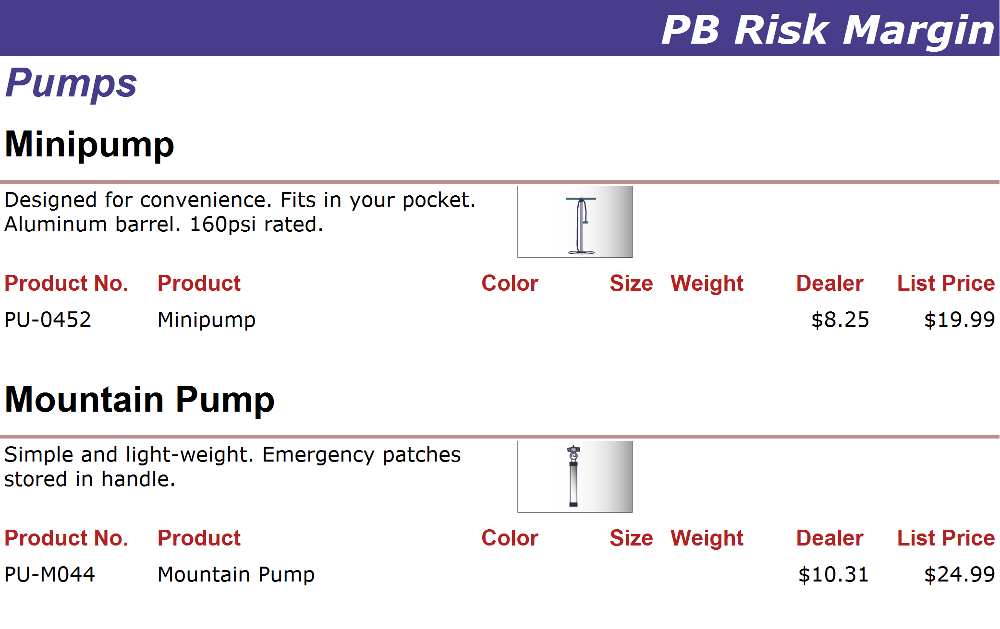 PB Risk Margin
Pumps
Minipump
Designed for convenience. Fits in your pocket.
Aluminum barrel. 160psi rated.
Product No. Product Color Size Weight Dealer List Price
PU-0452 Minipump $8.25 $19.99
Mountain Pump
Simple and light-weight. Emergency patches
stored in handle.
Product No. Product Color Size Weight Dealer List Price
PU-M044 Mountain Pump $10.31 $24.99